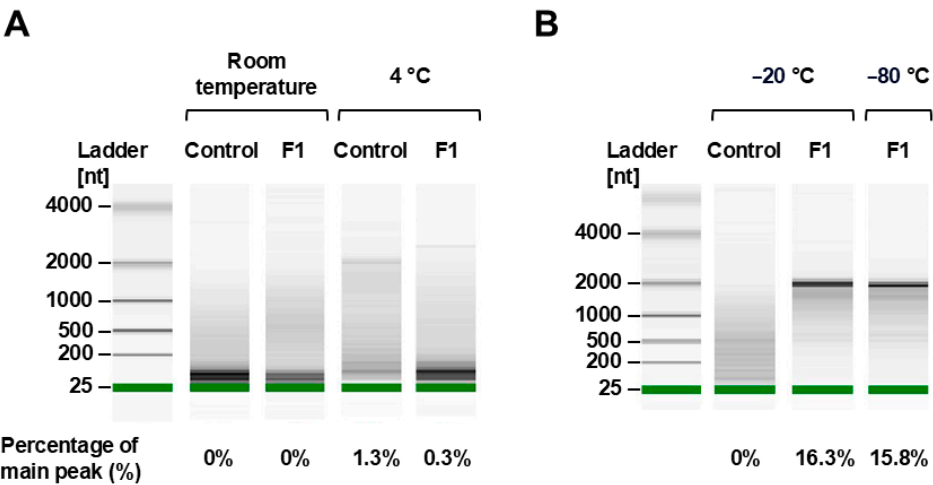 A
B
Room
temperature
4 °C
Ladder
[nt]
Control
F1
Control
F1
4000
2000
1000
500
200
25
Percentage of
main peak (%)
0%
0%
1.3%
0.3%
–20 °C
–80 °C
Ladder
[nt]
Control
F1
F1
4000
2000
1000
500
200
25
0%
16.3%
15.8%